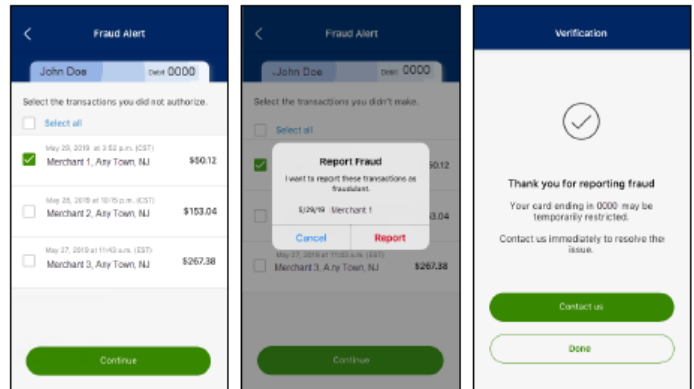 Fraud Alert
John Doe Debit 0000
Select the transactions you did not authorize.
Select all
May 29, 2019 at 3:52 p.m. (CST)
Merchant 1, Any Town, NJ $50.12
May 28, 2019 at 10:15 p.m. (CST)
Merchant 2, Any Town, NJ $153.04
May 27, 2019 at 11:43 a.m. (EST)
Merchant 3, Any Town, NJ $267.38
Continue
Fraud Alert
John Doe Debit 0000
Select the transactions you didn't make.
Select all
Report Fraud
I want to report these transactions as
fraudulent.
5/29/19 Merchant 1
Cancel Report
50.12
3.04
May 27, 2019 at 11:43 a.m. (EST)
Merchant 3, Any Town, NJ $267.38
Continue
Verification
Thank you for reporting fraud
Your card ending in 0000 may be
temporarily restricted.
Contact us immediately to resolve the
issue.
Contact us
Done